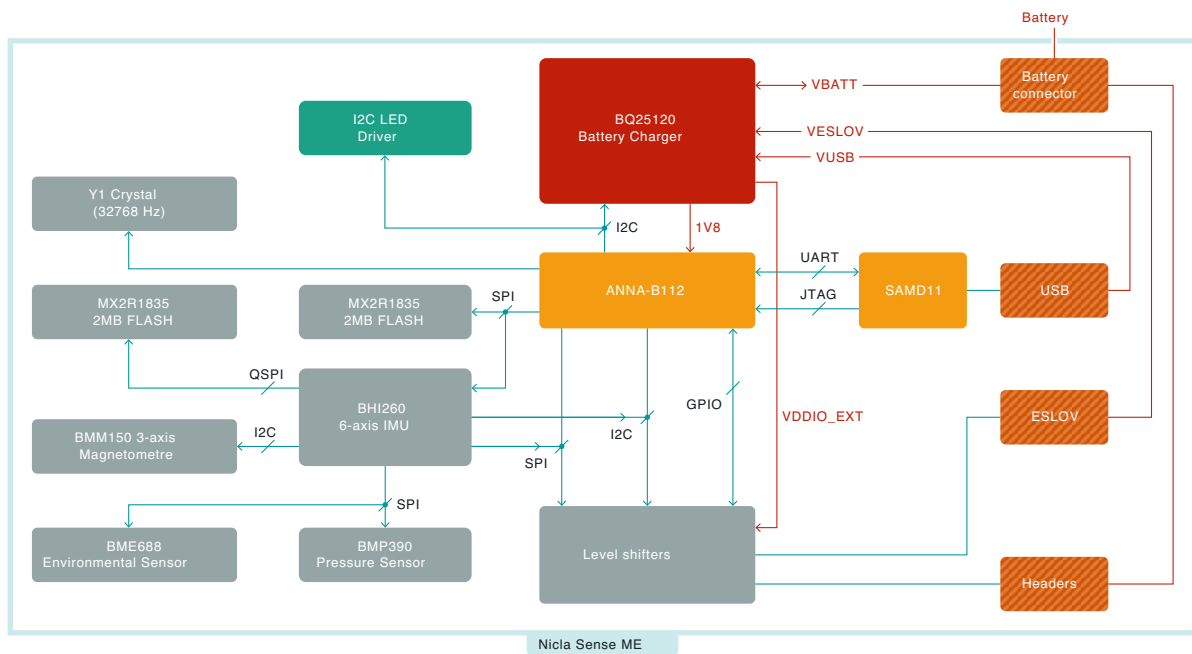 Battery
Battery
connector
BQ25120
Battery Charger
VBATT
I2C LED
Driver
VESLOV
VUSB
Y1 Crystal
(32768 Hz)
I2C
1V8
UART
ANNA-B112
SAMD11
USB
JTAG
SPI
MX2R1835
2MB FLASH
MX2R1835
2MB FLASH
QSPI
BHI260
6-axis IMU
GPIO
VDDIO_EXT
ESLOV
BMM150 3-axis
Magnetometre
I2C
I2C
SPI
SPI
BME688
Environmental Sensor
BMP390
Pressure Sensor
Level shifters
Headers
Nicla Sense ME